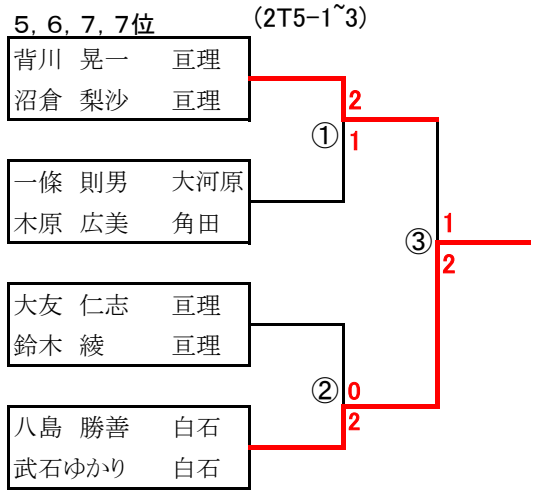 5, 6, 7, 7位 (2T5-1~3)
背川 晃一 亘理
沼倉 梨沙 亘理
2
①
1
一條 則男 大河原
木原 広美 角田
1
③
2
大友 仁志 亘理
鈴木 綾 亘理
② 0
2
八島 勝善 白石
武石ゆかり 白石